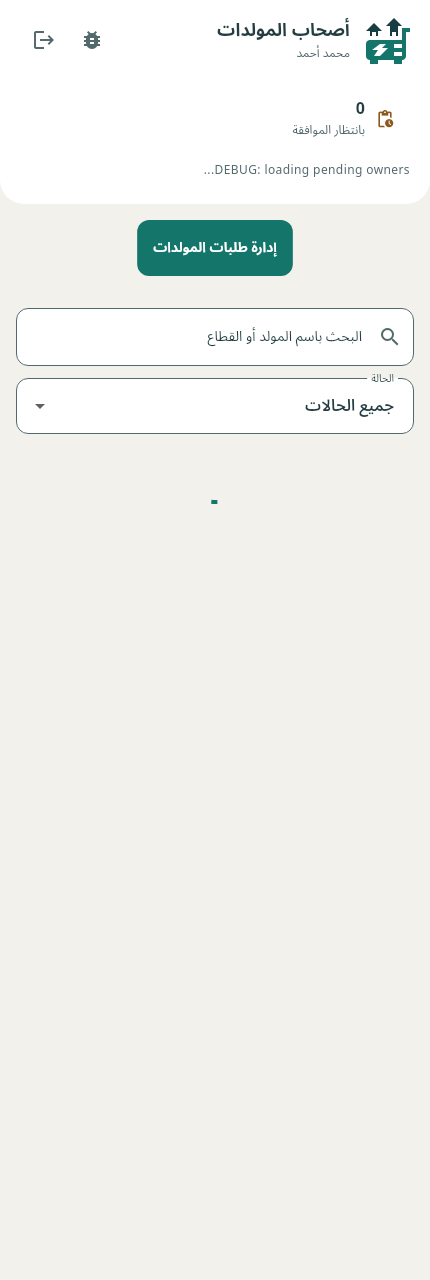 أصحاب المولدات
محمد أحمد
0
بانتظار الموافقة
DEBUG: loading pending owners...
إدارة طلبات المولدات
البحث باسم المولد أو القطاع
الحالة
جميع الحالات